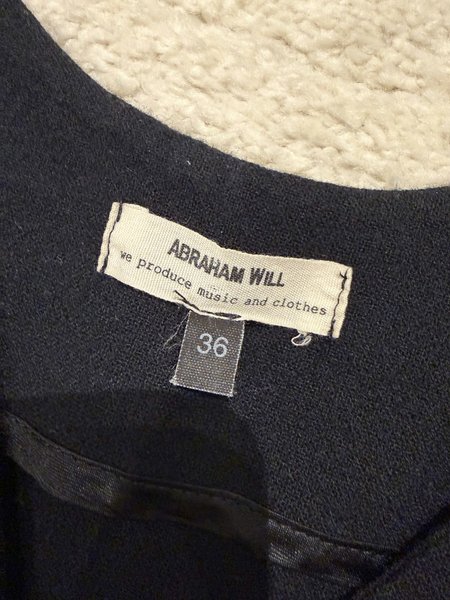 ABRAHAM WILL
we produce music and clothes
36